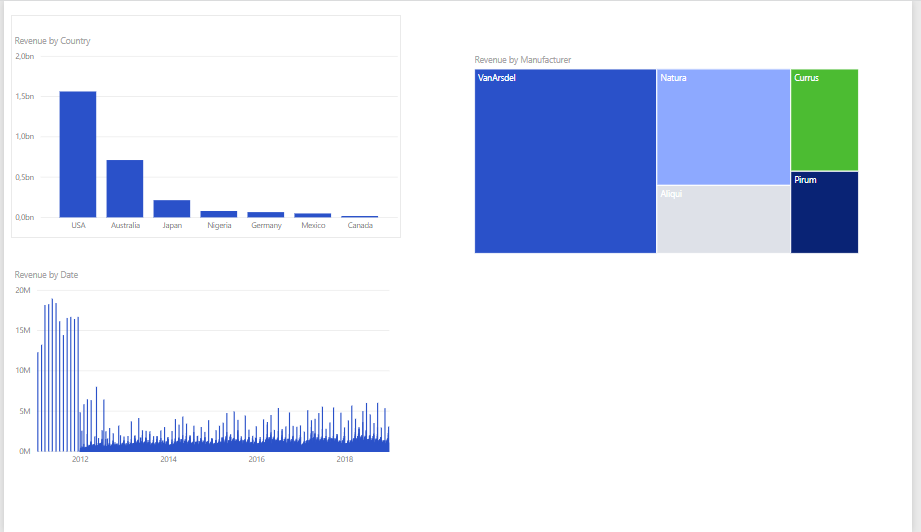 Revenue by Country
2,0bn
1,5bn
1,0bn
0,5bn
0,0bn
USA Australia Japan Nigeria Germany Mexico Canada
Revenue by Manufacturer
VanArsdel Natura Currus
Pirum
Aliqui
Revenue by Date
20M
15M
10M
5M
0M
2012 2014 2016 2018